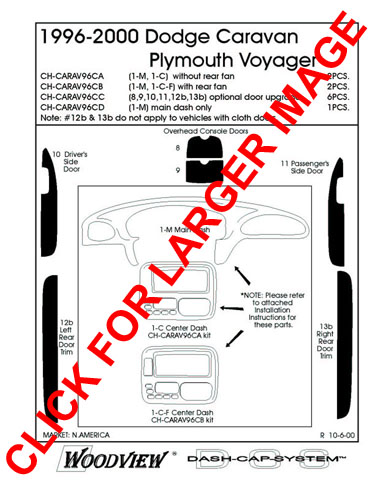 1996-2000 Dodge Caravan
Plymouth Voyager
CH-CARAV96CA (1-M, 1-C) without rear fan 2PCS.
CH-CARAV96CB (1-M, 1-C-F) with rear fan 2PCS.
CH-CARAV96CC (8,9,10,11,12b,13b) optional door upgrade 6PCS.
CH-CARAV96CD (1-M) main dash only 1PCS.
Note: #12b & 13b do not apply to vehicles with cloth
Overhead Console Doors
8
9
10 Driver's
Side
Door
11 Passenger's
Side Door
1-M Main Dash
*NOTE: Please refer
to attached
Installation
Instructions for
these parts.
1-C Center Dash
CH-CARAV96CA kit
12b
Left
Rear
Door
Trim
13b
Right
Rear
Door
Trim
1-C-F Center Dash
CH-CARAV96CB kit
MARKET: N.AMERICA
R 10-6-00
CLICK FOR LARGER IMAGE
WOODVIEW ®
DCS
DASH-CAP-SYSTEM™